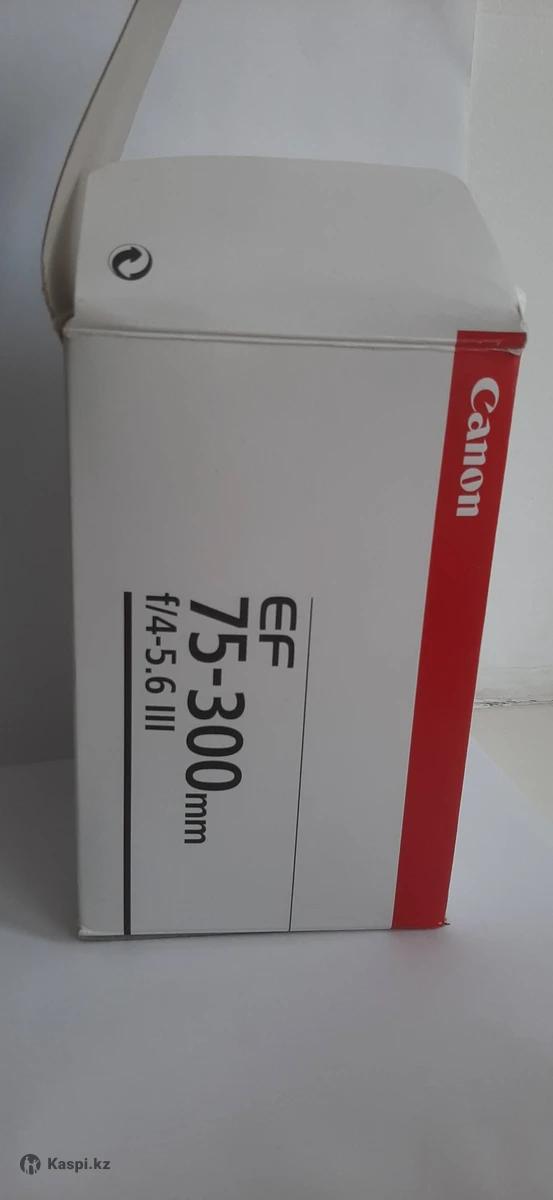 Canon
EF
75-300mm
f/4-5.6 III
Kaspi.kz